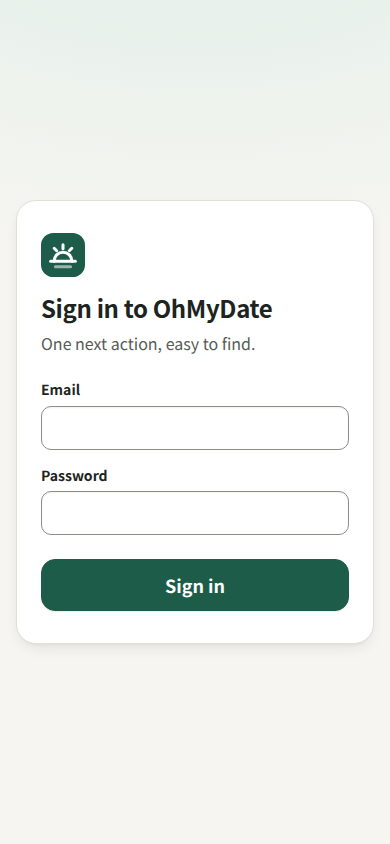 Sign in to OhMyDate
One next action, easy to find.
Email
Password
Sign in